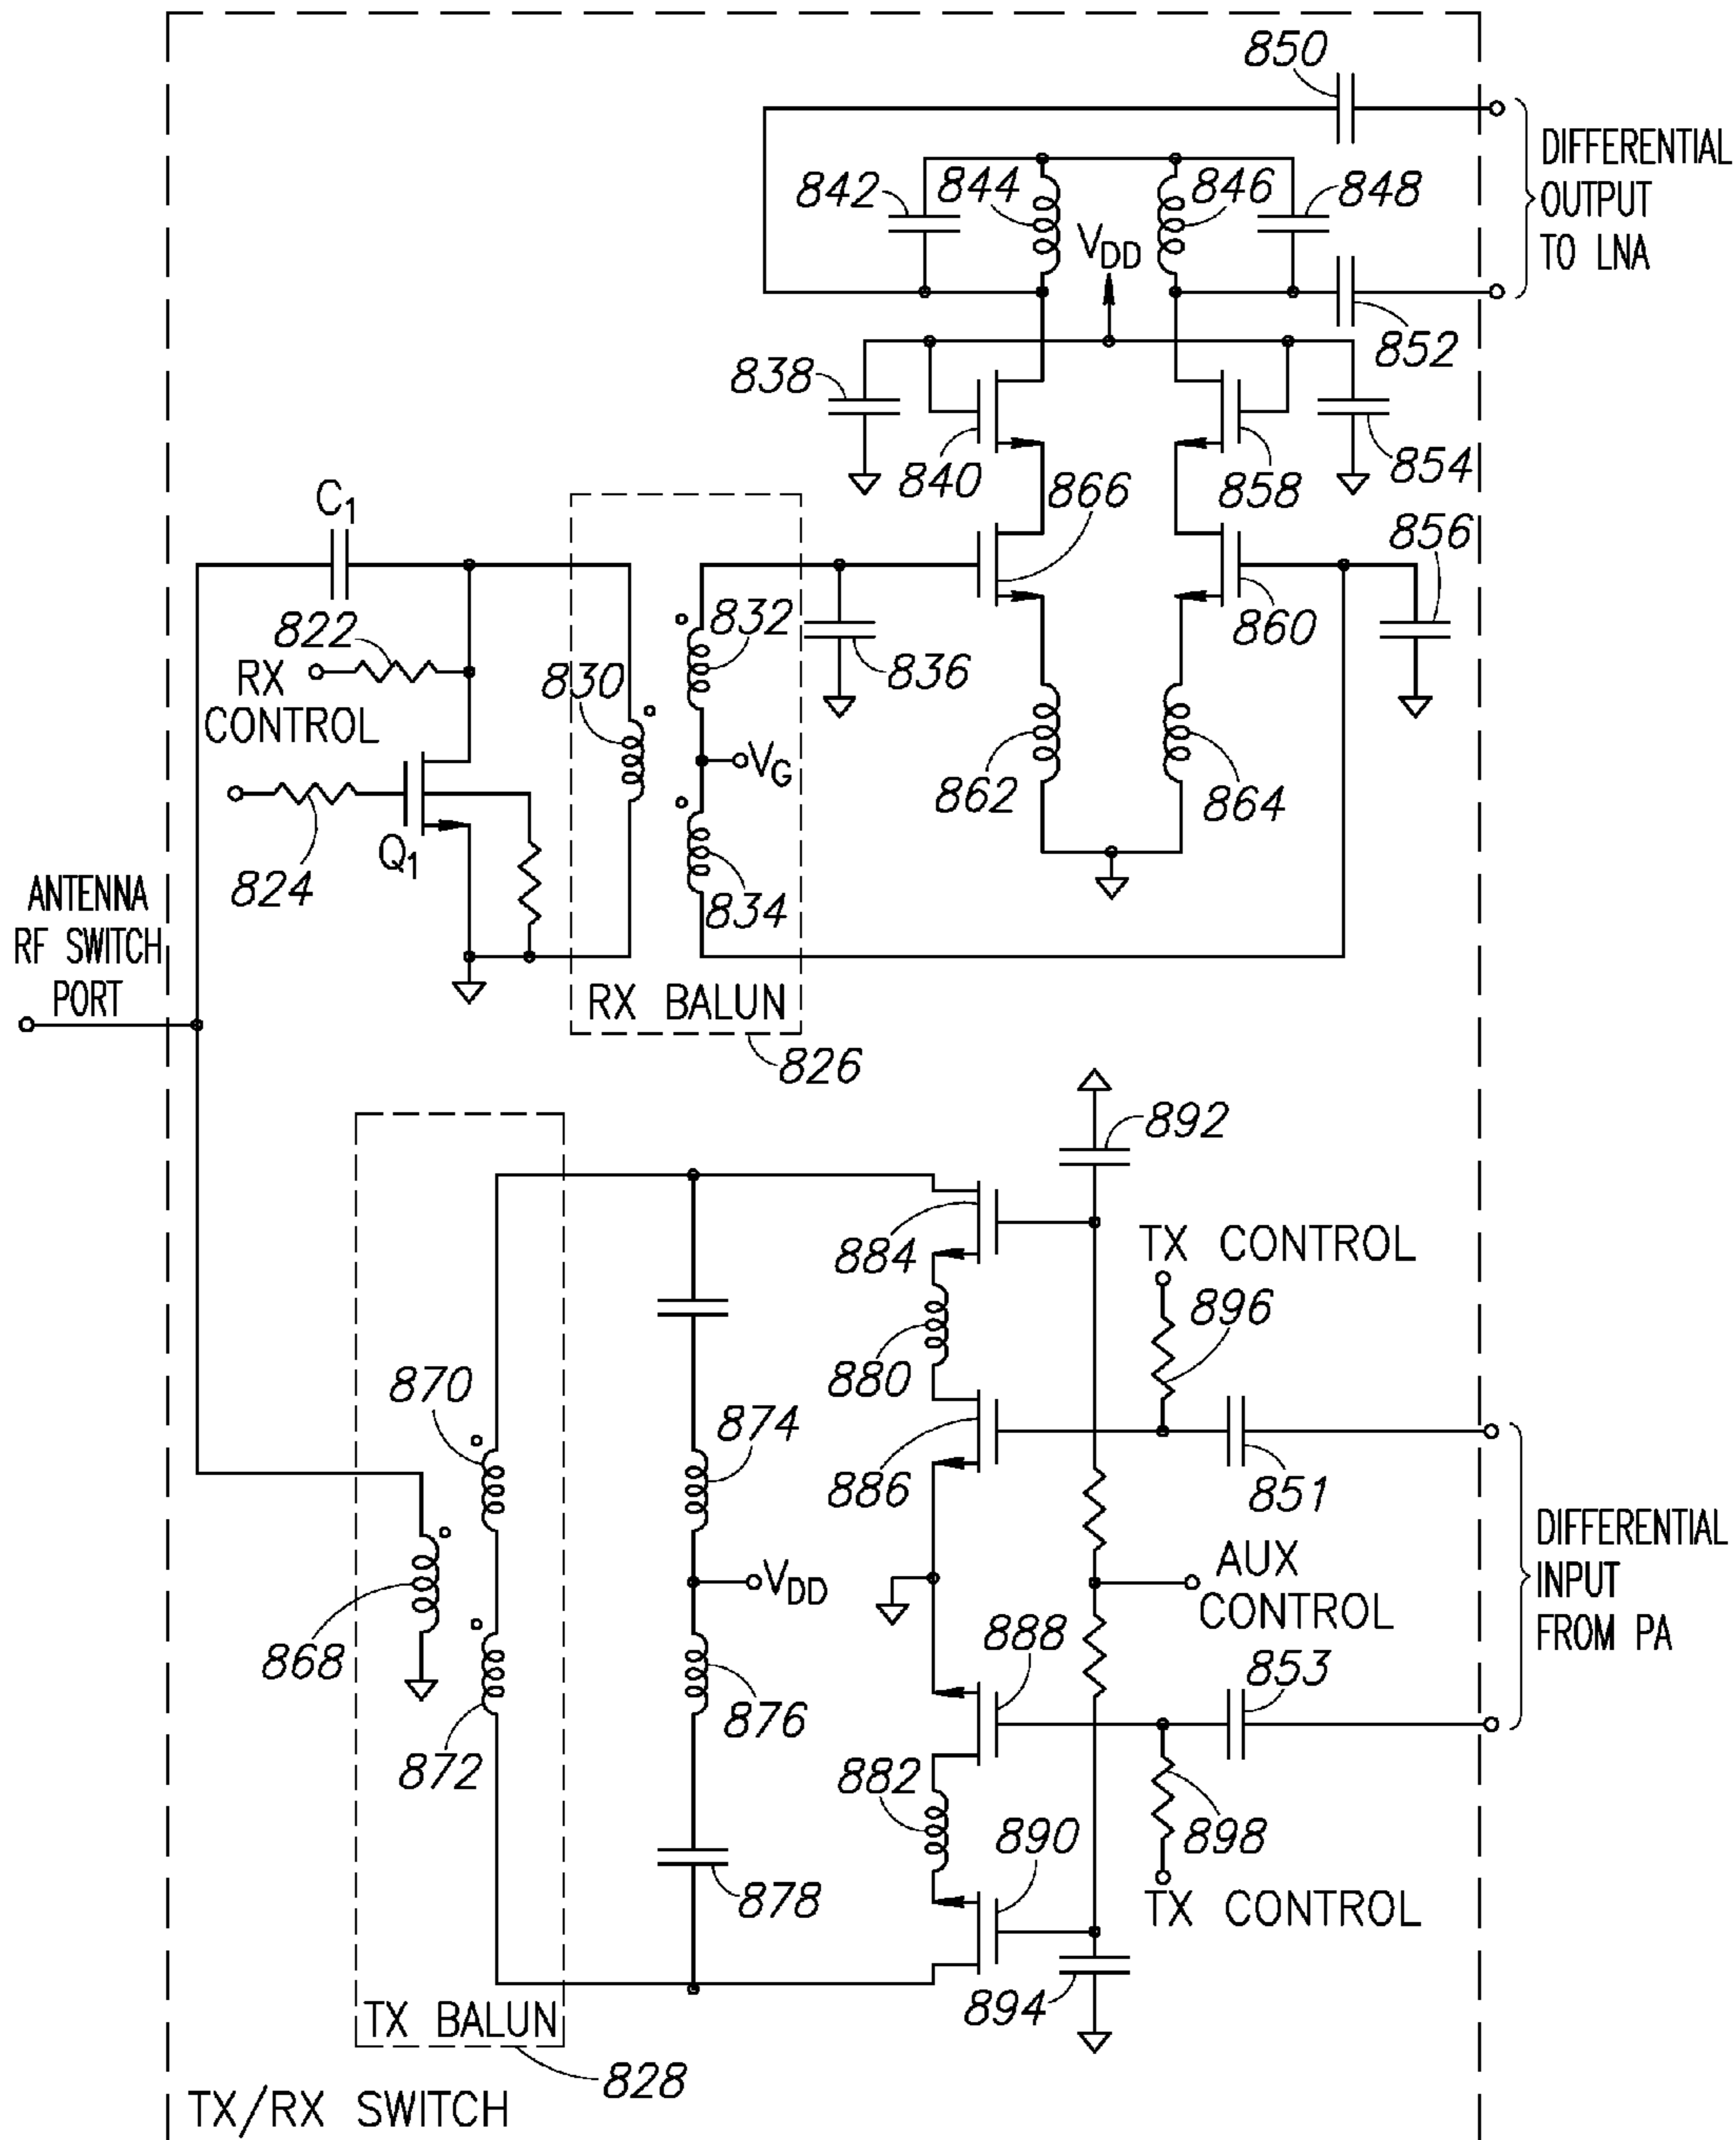 850
DIFFERENTIAL
OUTPUT
TO LNA
842
844
846
848
VDD
852
838
840
858
854
866
856
C1
822
RX
CONTROL
830
832
836
860
VG
862
864
824
Q1
834
ANTENNA
RF SWITCH
PORT
RX BALUN
826
892
884
TX CONTROL
896
880
870
874
886
851
DIFFERENTIAL
INPUT
FROM PA
VDD
AUX
CONTROL
868
888
853
876
872
882
890
898
878
TX CONTROL
894
TX BALUN
828
TX/RX SWITCH